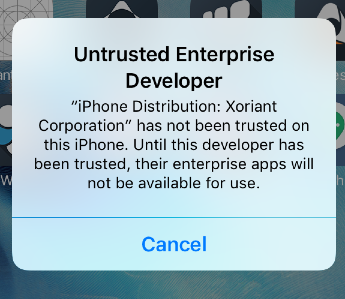 Untrusted Enterprise
Developer
"iPhone Distribution: Xoriant
Corporation" has not been trusted on
this iPhone. Until this developer has
been trusted, their enterprise apps will
not be available for use.
Cancel